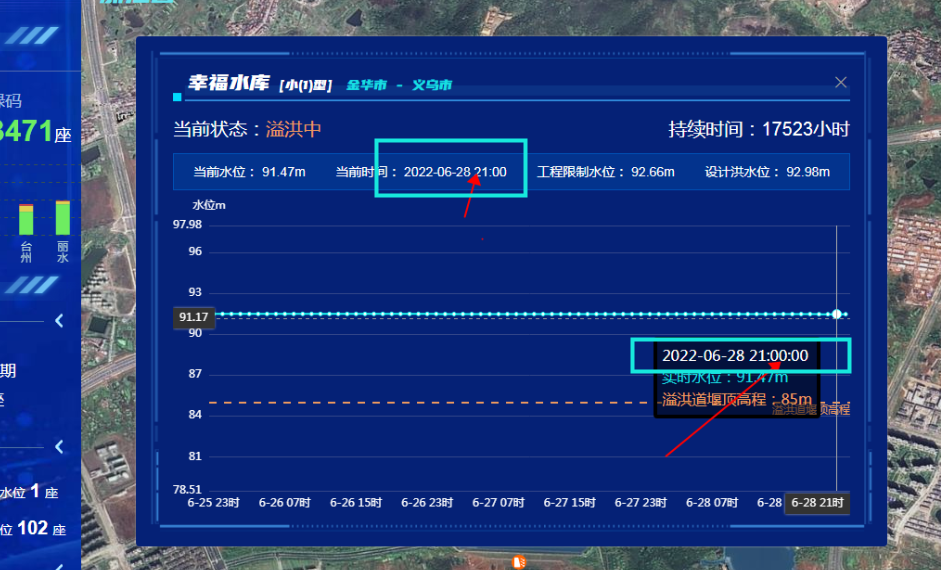 绿码
3471座
台州
丽水
期
座
水位 1 座
位 102 座
幸福水库 [小(1)型] 金华市 - 义乌市
当前状态：溢洪中
持续时间：17523小时
当前水位： 91.47m 当前时间： 2022-06-28 21:00 工程限制水位： 92.66m 设计洪水位： 92.98m
水位m
97.98
96
93
91.17
90
87
84
81
78.51
2022-06-28 21:00:00
实时水位：91.47m
溢洪道堰顶高程：85m
溢洪道堰顶高程
6-25 23时 6-26 07时 6-26 15时 6-26 23时 6-27 07时 6-27 15时 6-27 23时 6-28 07时 6-28 6-28 21时